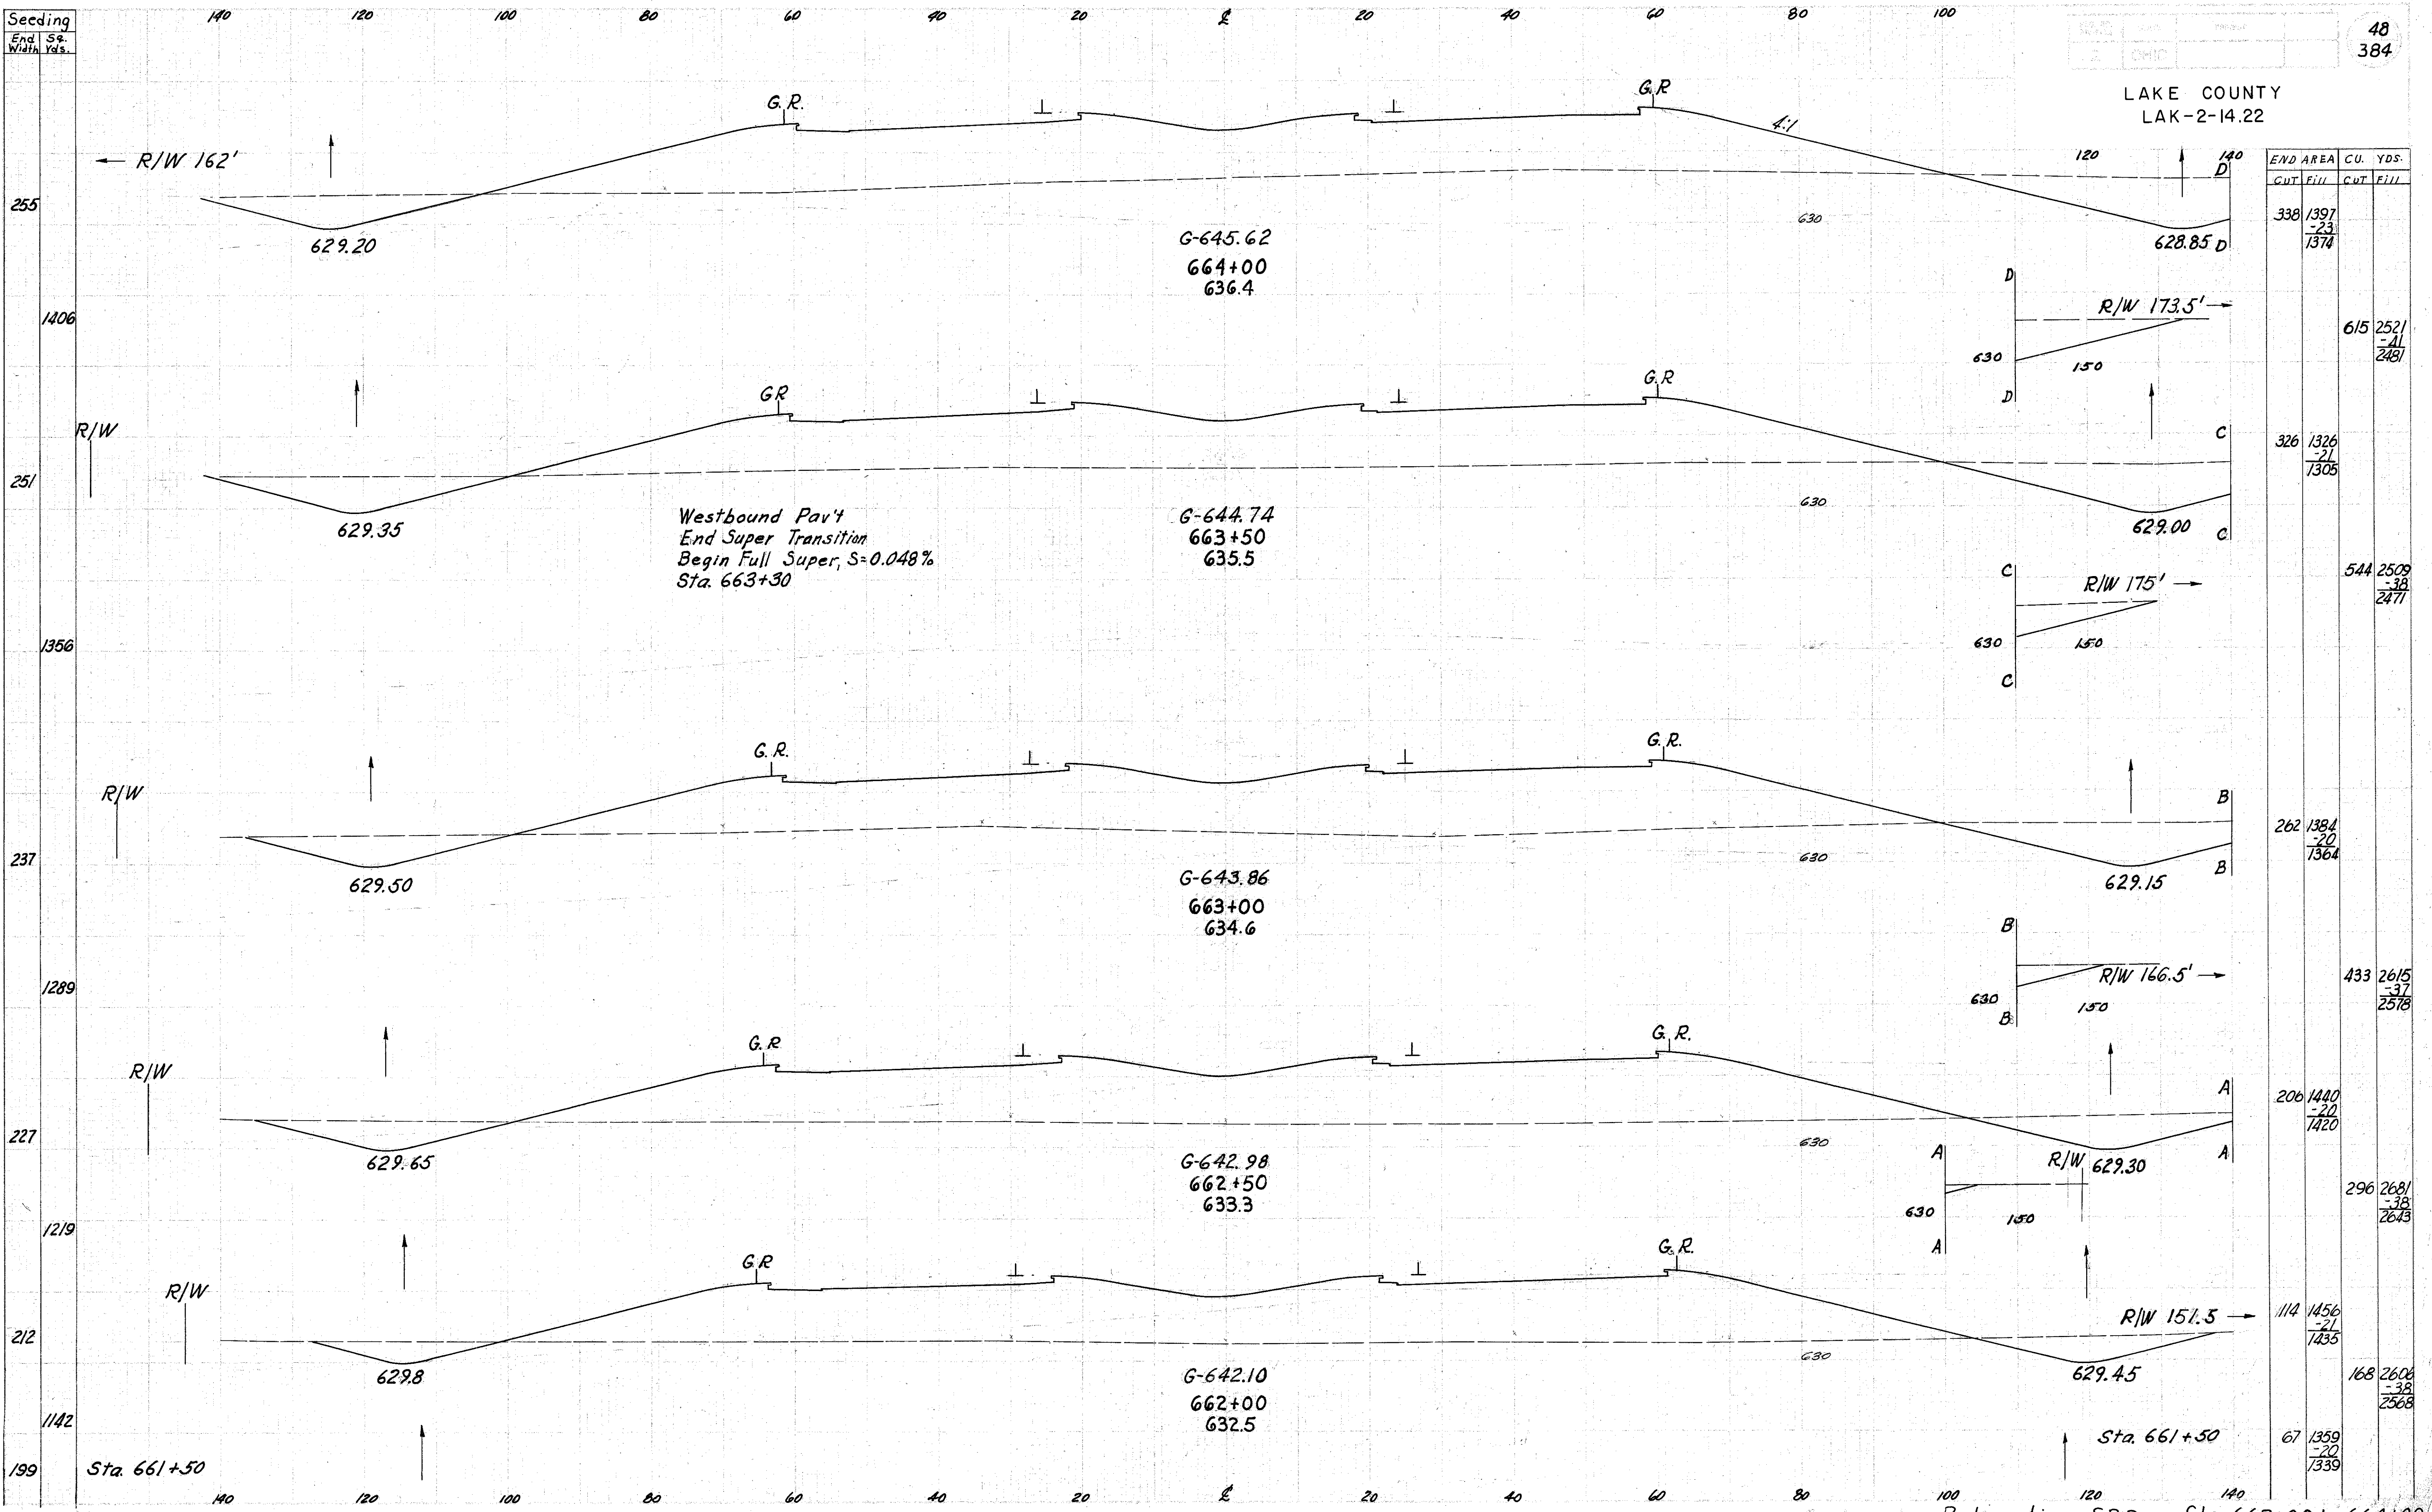 Seeding
End Width Sq. Yds.
140 120 100 80 60 40 20 ℄ 20 40 60 80 100
48
384
LAKE COUNTY
LAK-2-14.22
120 140
END AREA CU. YDS.
CUT Fill CUT Fill
← R/W 162'
G.R.
G.R
4:1
D
255
629.20
G-645.62
664+00
636.4
630
628.85 D
338 1397
-23
1374
1406
D
R/W 173.5' →
630
150
D
615 2521
-41
2481
R/W
GR
G.R
C
251
629.35
Westbound Pav't
End Super Transition
Begin Full Super, S=0.048%
Sta. 663+30
G-644.74
663+50
635.5
630
629.00 C
326 1326
-21
1305
1356
C
R/W 175' →
630
150
C
544 2509
-38
2471
R/W
G.R.
G.R.
B
237
629.50
G-643.86
663+00
634.6
630
629.15 B
262 1384
-20
1364
1289
B
R/W 166.5' →
630
150
B
433 2615
-37
2578
R/W
G.R
G.R.
A
227
629.65
G-642.98
662+50
633.3
630
629.30 A
206 1440
-20
1420
1219
A
R/W
630
150
A
296 2681
-38
2643
R/W
G.R
G.R.
212
629.8
G-642.10
662+00
632.5
630
R/W 151.5 →
629.45
114 1456
-21
1435
1142
168 2606
-38
2568
199
Sta. 661+50
Sta. 661+50
67 1359
-20
1339
140 120 100 80 60 40 20 ℄ 20 40 60 80 100 120 140